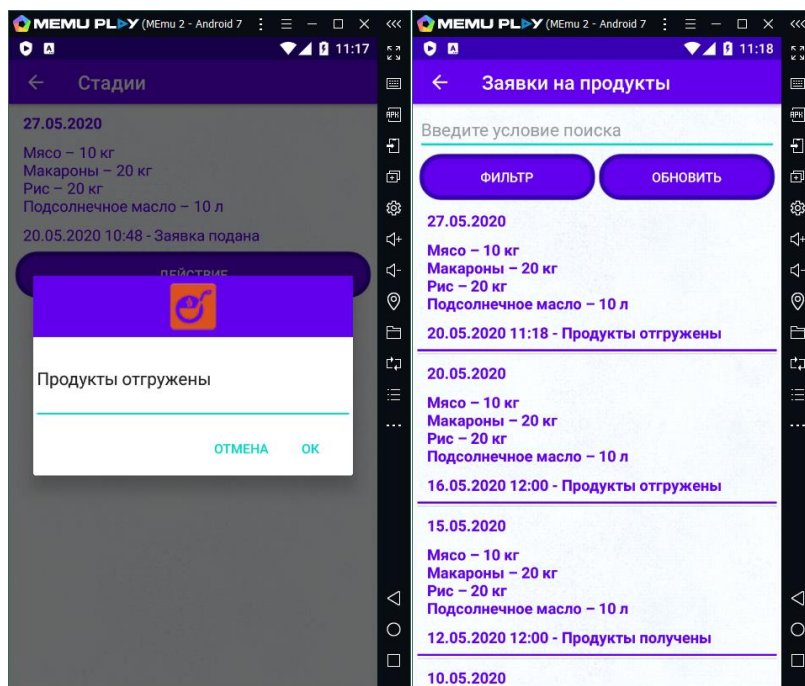 MEMU PLAY (MEmu 2 - Android 7
11:17
Стадии
27.05.2020
Мясо – 10 кг
Макароны – 20 кг
Рис – 20 кг
Подсолнечное масло – 10 л
20.05.2020 10:48 - Заявка подана
ДЕЙСТВИЕ
Продукты отгружены
ОТМЕНА
ОК
APK
MEMU PLAY (MEmu 2 - Android 7
11:18
Заявки на продукты
Введите условие поиска
ФИЛЬТР
ОБНОВИТЬ
27.05.2020
Мясо – 10 кг
Макароны – 20 кг
Рис – 20 кг
Подсолнечное масло – 10 л
20.05.2020 11:18 - Продукты отгружены
20.05.2020
Мясо – 10 кг
Макароны – 20 кг
Рис – 20 кг
Подсолнечное масло – 10 л
16.05.2020 12:00 - Продукты отгружены
15.05.2020
Мясо – 10 кг
Макароны – 20 кг
Рис – 20 кг
Подсолнечное масло – 10 л
12.05.2020 12:00 - Продукты получены
10.05.2020
APK